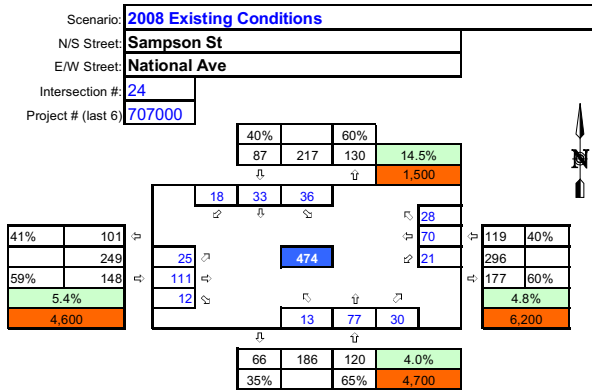 Scenario: 2008 Existing Conditions
N/S Street: Sampson St
E/W Street: National Ave
Intersection #: 24
Project # (last 6) 707000
40% 60%
87 217 130 14.5%
⇩ ⇧ 1,500
N
18 33 36
28
41% 101 ⇦ ⇦ 70 ⇦ 119 40%
249 25 474 21 296
59% 148 ⇨ 111 ⇨ ⇨ 177 60%
5.4% 12 4.8%
4,600 13 77 30 6,200
⇩ ⇧
66 186 120 4.0%
35% 65% 4,700